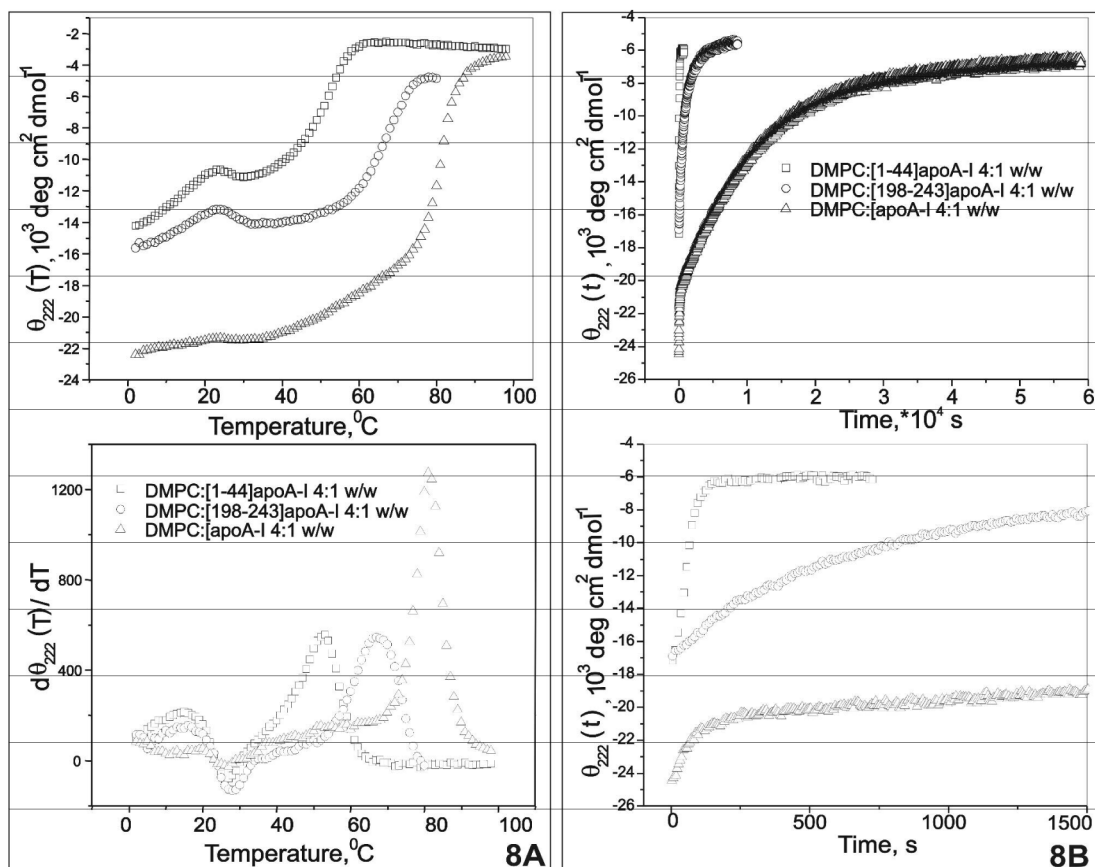 -2
-4
-6
-8
-10
-12
-14
-16
-18
-20
-22
-24
θ222 (T), 10³ deg cm² dmol⁻¹
0 20 40 60 80 100
Temperature,⁰C
-4
-6
-8
-10
-12
-14
-16
-18
-20
-22
-24
-26
θ222 (t) , 10³ deg cm² dmol⁻¹
DMPC:[1-44]apoA-I 4:1 w/w
DMPC:[198-243]apoA-I 4:1 w/w
DMPC:[apoA-I 4:1 w/w
0 1 2 3 4 5 6
Time,*10⁴ s
1200
800
400
0
dθ222 (T)/ dT
DMPC:[1-44]apoA-I 4:1 w/w
DMPC:[198-243]apoA-I 4:1 w/w
DMPC:[apoA-I 4:1 w/w
0 20 40 60 80 100
Temperature,⁰C
8A
-4
-6
-8
-10
-12
-14
-16
-18
-20
-22
-24
-26
θ222 (t) , 10³ deg cm² dmol⁻¹
500 1000 1500
Time, s
8B